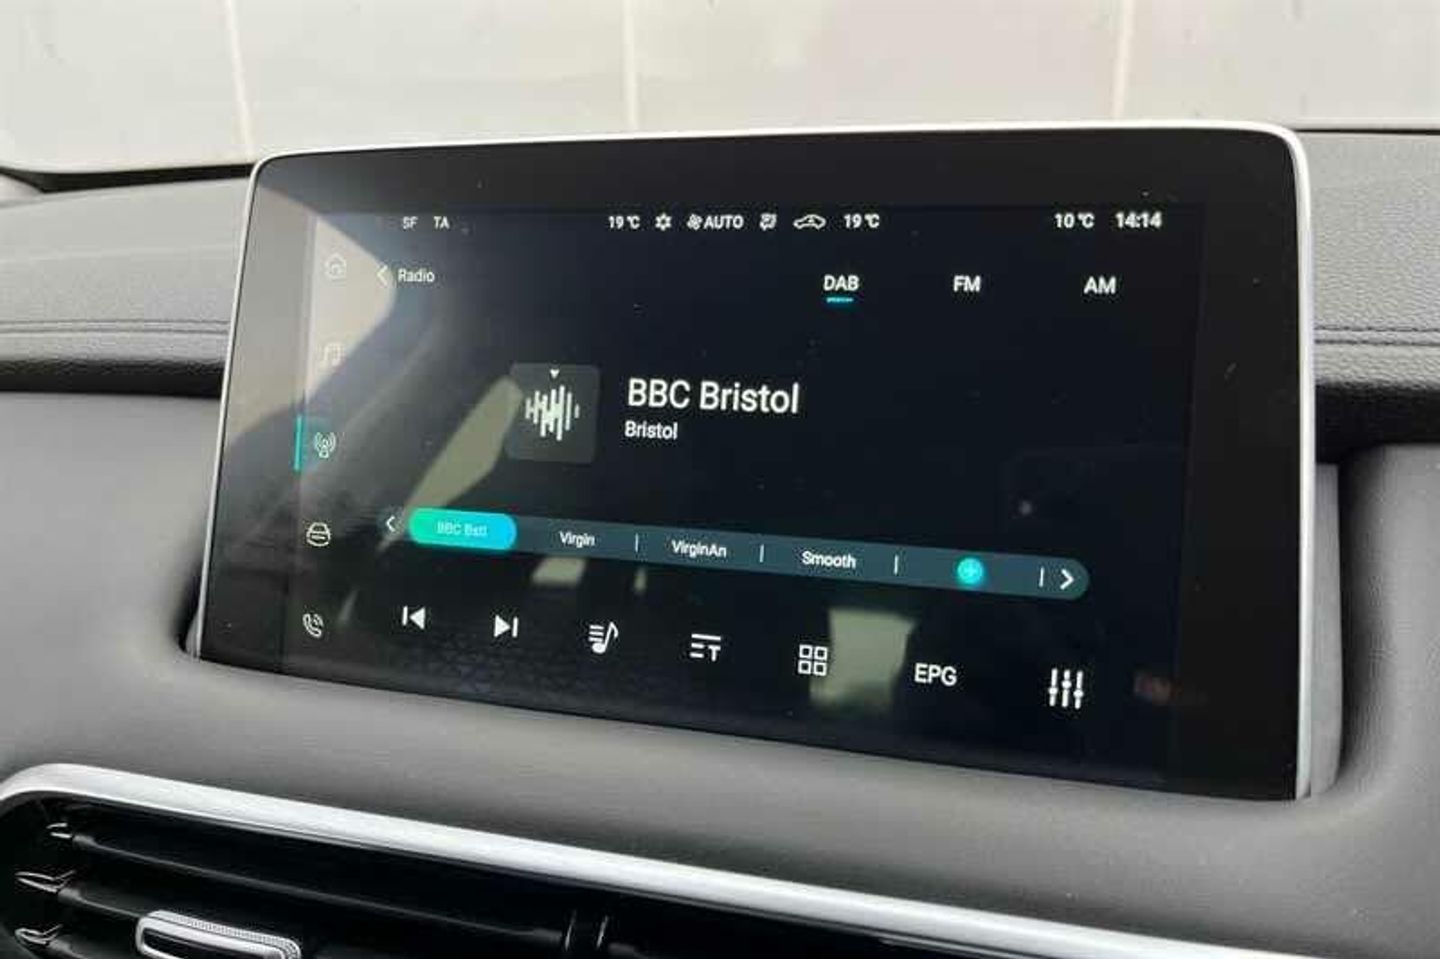 SF TA 19℃ AUTO 19℃ 10℃ 14:14
Radio
DAB FM AM
BBC Bristol
Bristol
BBC Bstl Virgin VirginAn Smooth
EPG